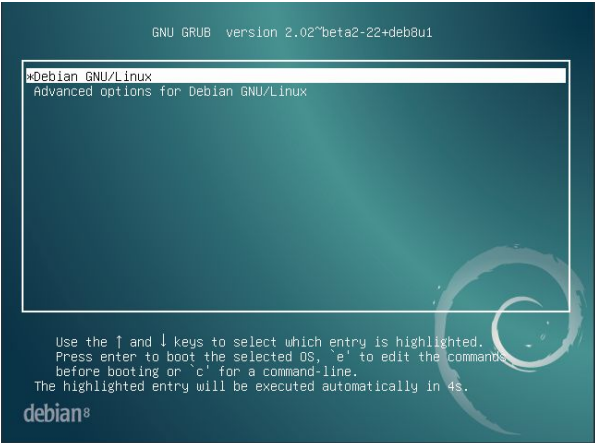 GNU GRUB version 2.02~beta2-22+deb8u1
*Debian GNU/Linux
Advanced options for Debian GNU/Linux
Use the ↑ and ↓ keys to select which entry is highlighted.
Press enter to boot the selected OS, `e' to edit the commands
before booting or `c' for a command-line.
The highlighted entry will be executed automatically in 4s.
debian 8